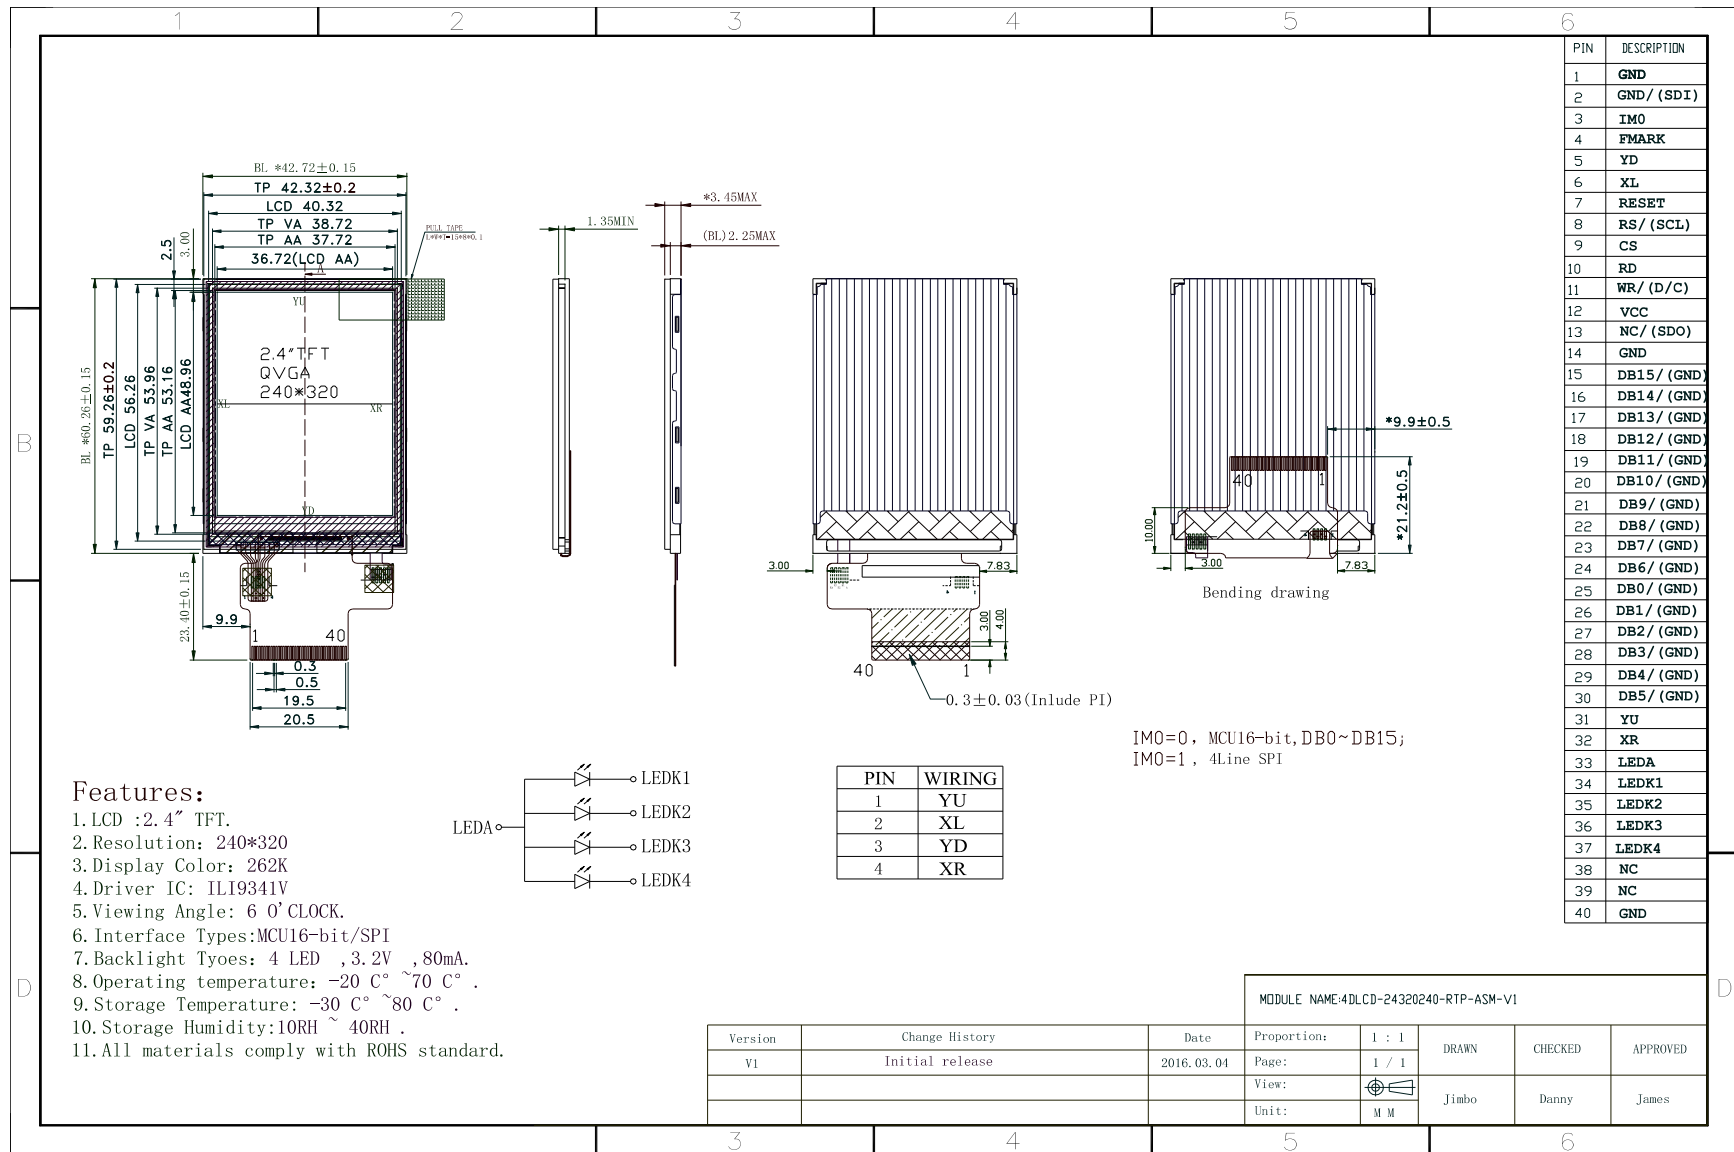 1 2 3 4 5 6
PIN DESCRIPTION
1 GND
2 GND/(SDI)
3 IM0
4 FMARK
5 YD
6 XL
7 RESET
8 RS/(SCL)
9 CS
10 RD
11 WR/(D/C)
12 VCC
13 NC/(SDO)
14 GND
15 DB15/(GND)
16 DB14/(GND)
17 DB13/(GND)
18 DB12/(GND)
19 DB11/(GND)
20 DB10/(GND)
21 DB9/(GND)
22 DB8/(GND)
23 DB7/(GND)
24 DB6/(GND)
25 DB0/(GND)
26 DB1/(GND)
27 DB2/(GND)
28 DB3/(GND)
29 DB4/(GND)
30 DB5/(GND)
31 YU
32 XR
33 LEDA
34 LEDK1
35 LEDK2
36 LEDK3
37 LEDK4
38 NC
39 NC
40 GND
BL *42.72±0.15
TP 42.32±0.2
LCD 40.32
TP VA 38.72
TP AA 37.72
36.72(LCD AA)
A
2.5
3.00
PULL TAPE
BL *60.26±0.15
TP 59.26±0.2
LCD 56.26
TP VA 53.96
TP AA 53.16
LCD AA48.96
YU
2.4"TFT
QVGA
240*320
XL
XR
YD
23.40±0.15
9.9
1 40
0.3
0.5
19.5
20.5
1.35MIN
*3.45MAX
(BL)2.25MAX
3.00
7.83
3.00
4.00
40 1
0.3±0.03(Inlude PI)
*9.9±0.5
40 1
*21.2±0.5
10.00
3.00
7.83
Bending drawing
IM0=0, MCU16-bit,DB0~DB15;
IM0=1, 4Line SPI
B
D
D
Features:
1.LCD :2.4" TFT.
2.Resolution: 240*320
3.Display Color: 262K
4.Driver IC: ILI9341V
5.Viewing Angle: 6 O'CLOCK.
6.Interface Types:MCU16-bit/SPI
7.Backlight Tyoes: 4 LED ,3.2V ,80mA.
8.Operating temperature: -20 C° ~70 C° .
9.Storage Temperature: -30 C° ~80 C° .
10.Storage Humidity:10RH ~ 40RH .
11.All materials comply with ROHS standard.
LEDA
LEDK1
LEDK2
LEDK3
LEDK4
PIN WIRING
1 YU
2 XL
3 YD
4 XR
MODULE NAME:4DLCD-24320240-RTP-ASM-V1
Version Change History Date
V1 Initial release 2016.03.04
Proportion: 1 : 1
Page: 1 / 1
View:
Unit: M M
DRAWN CHECKED APPROVED
Jimbo Danny James
3 4 5 6